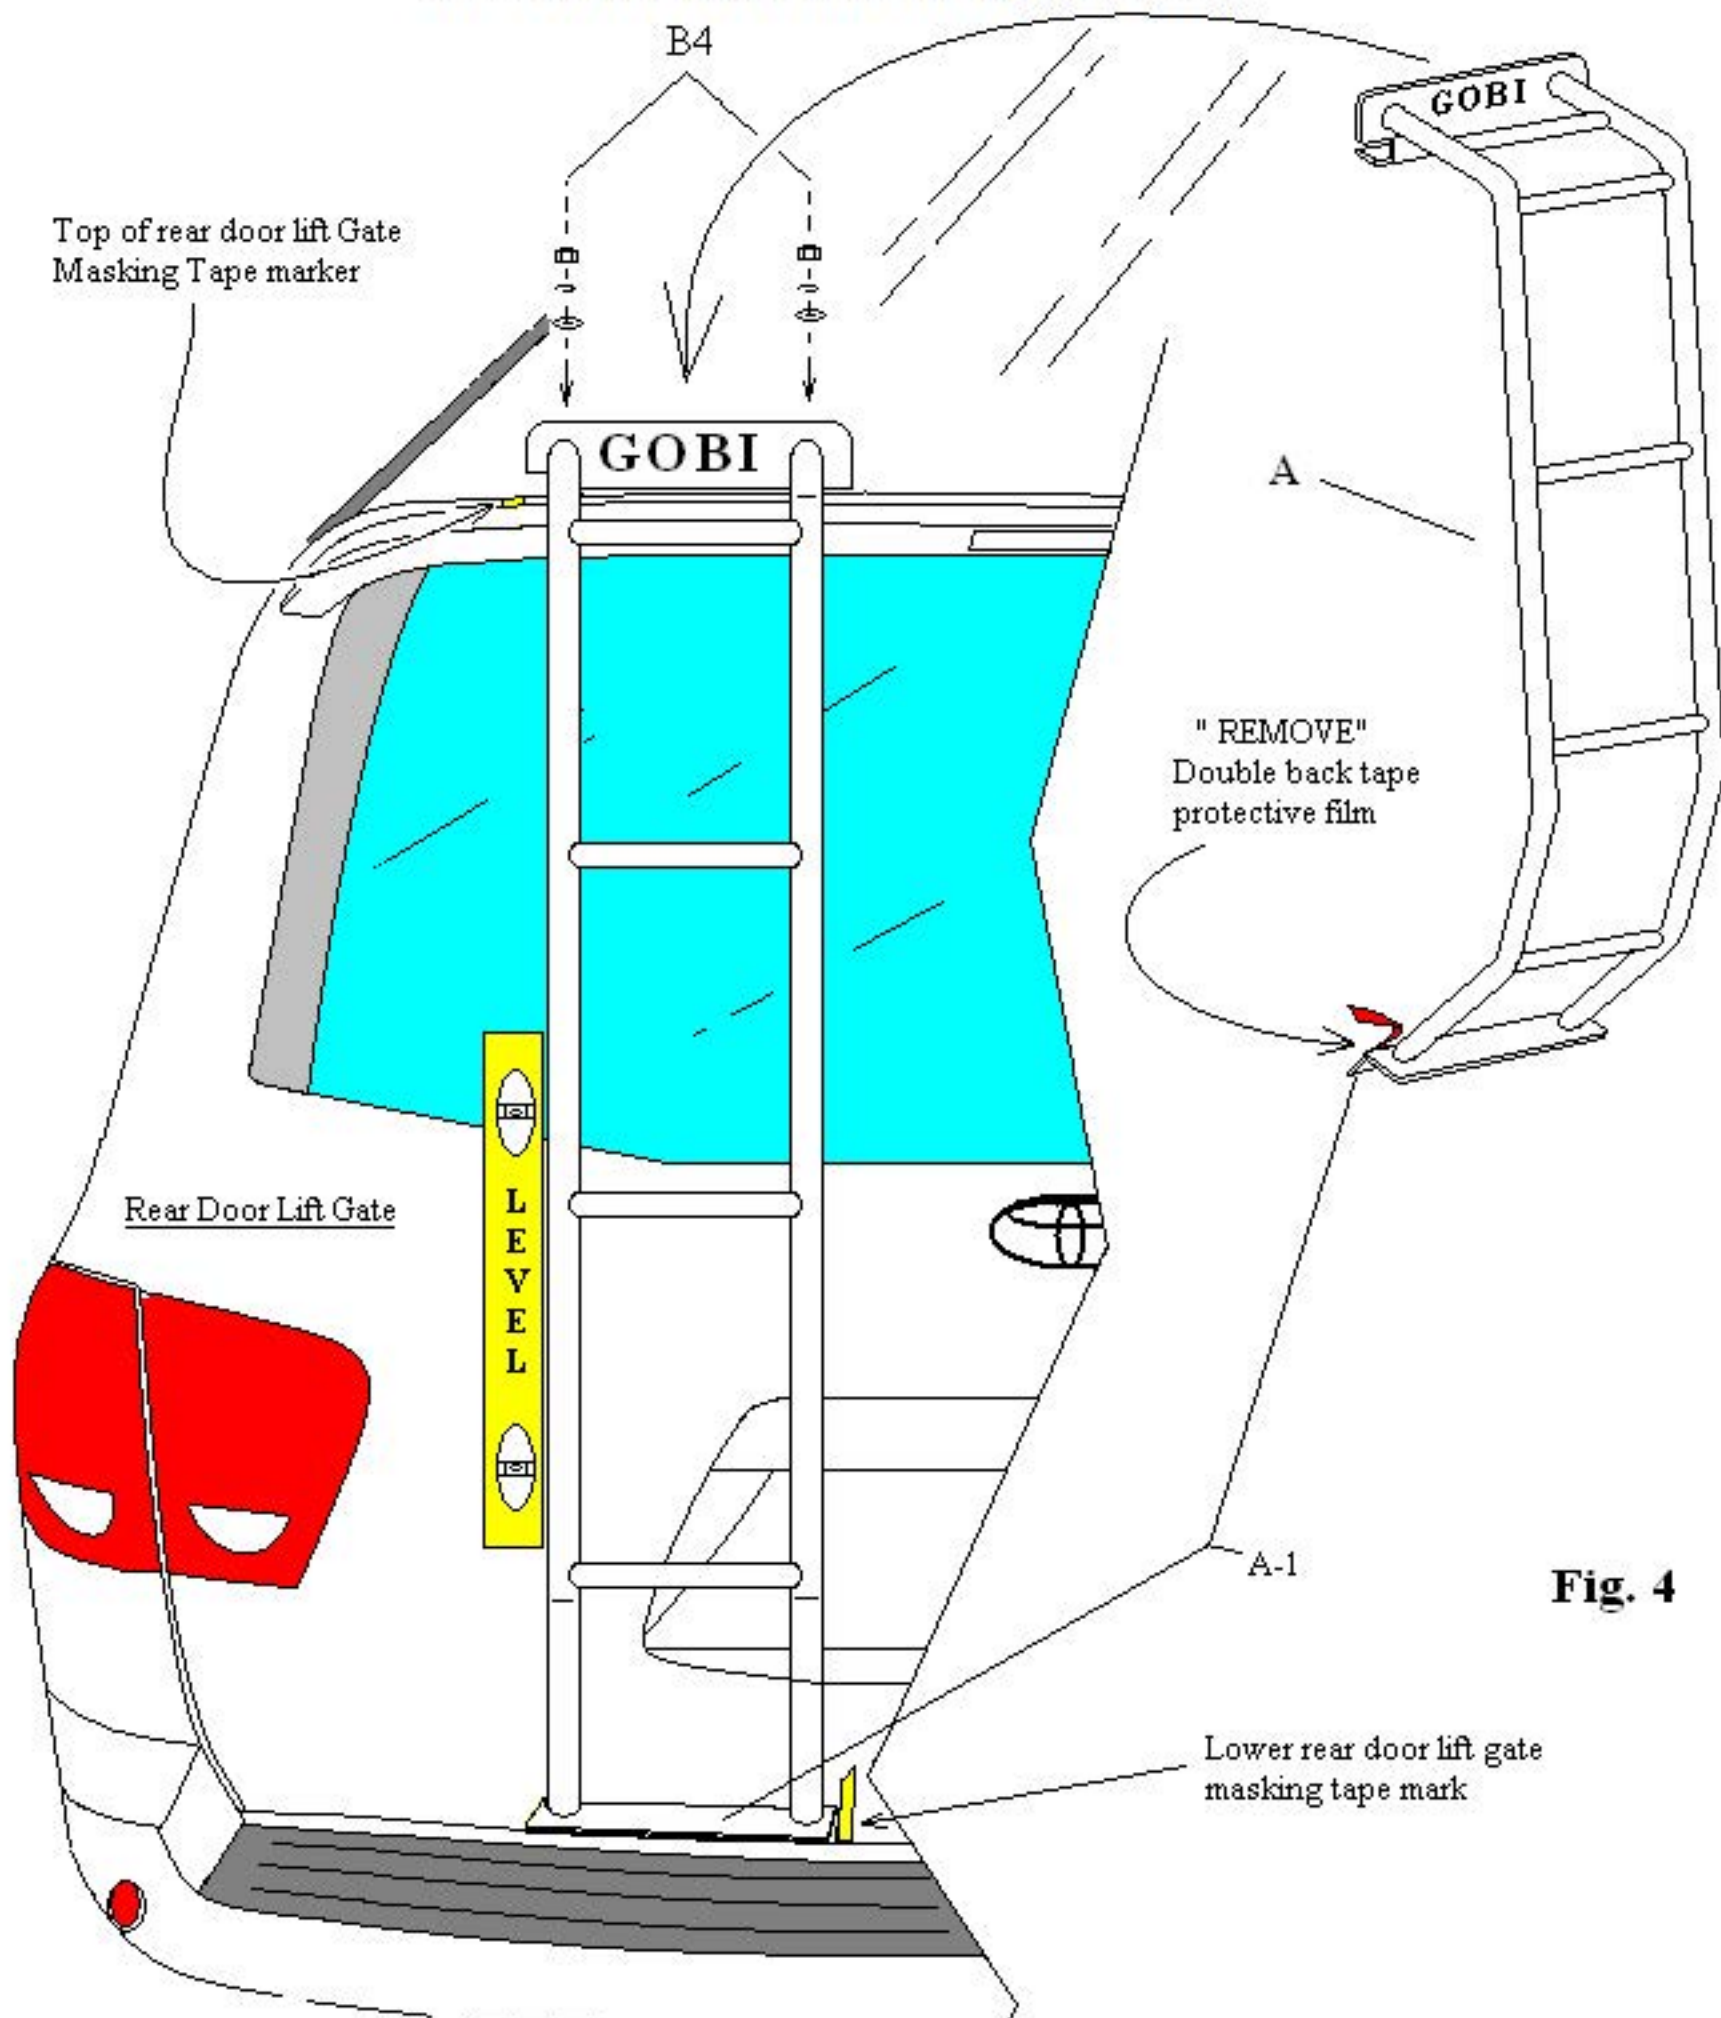 B4
GOBI
Top of rear door lift Gate
Masking Tape marker
GOBI
A
" REMOVE"
Double back tape
protective film
Rear Door Lift Gate
LEVEL
A-1
Fig. 4
Lower rear door lift gate
masking tape mark